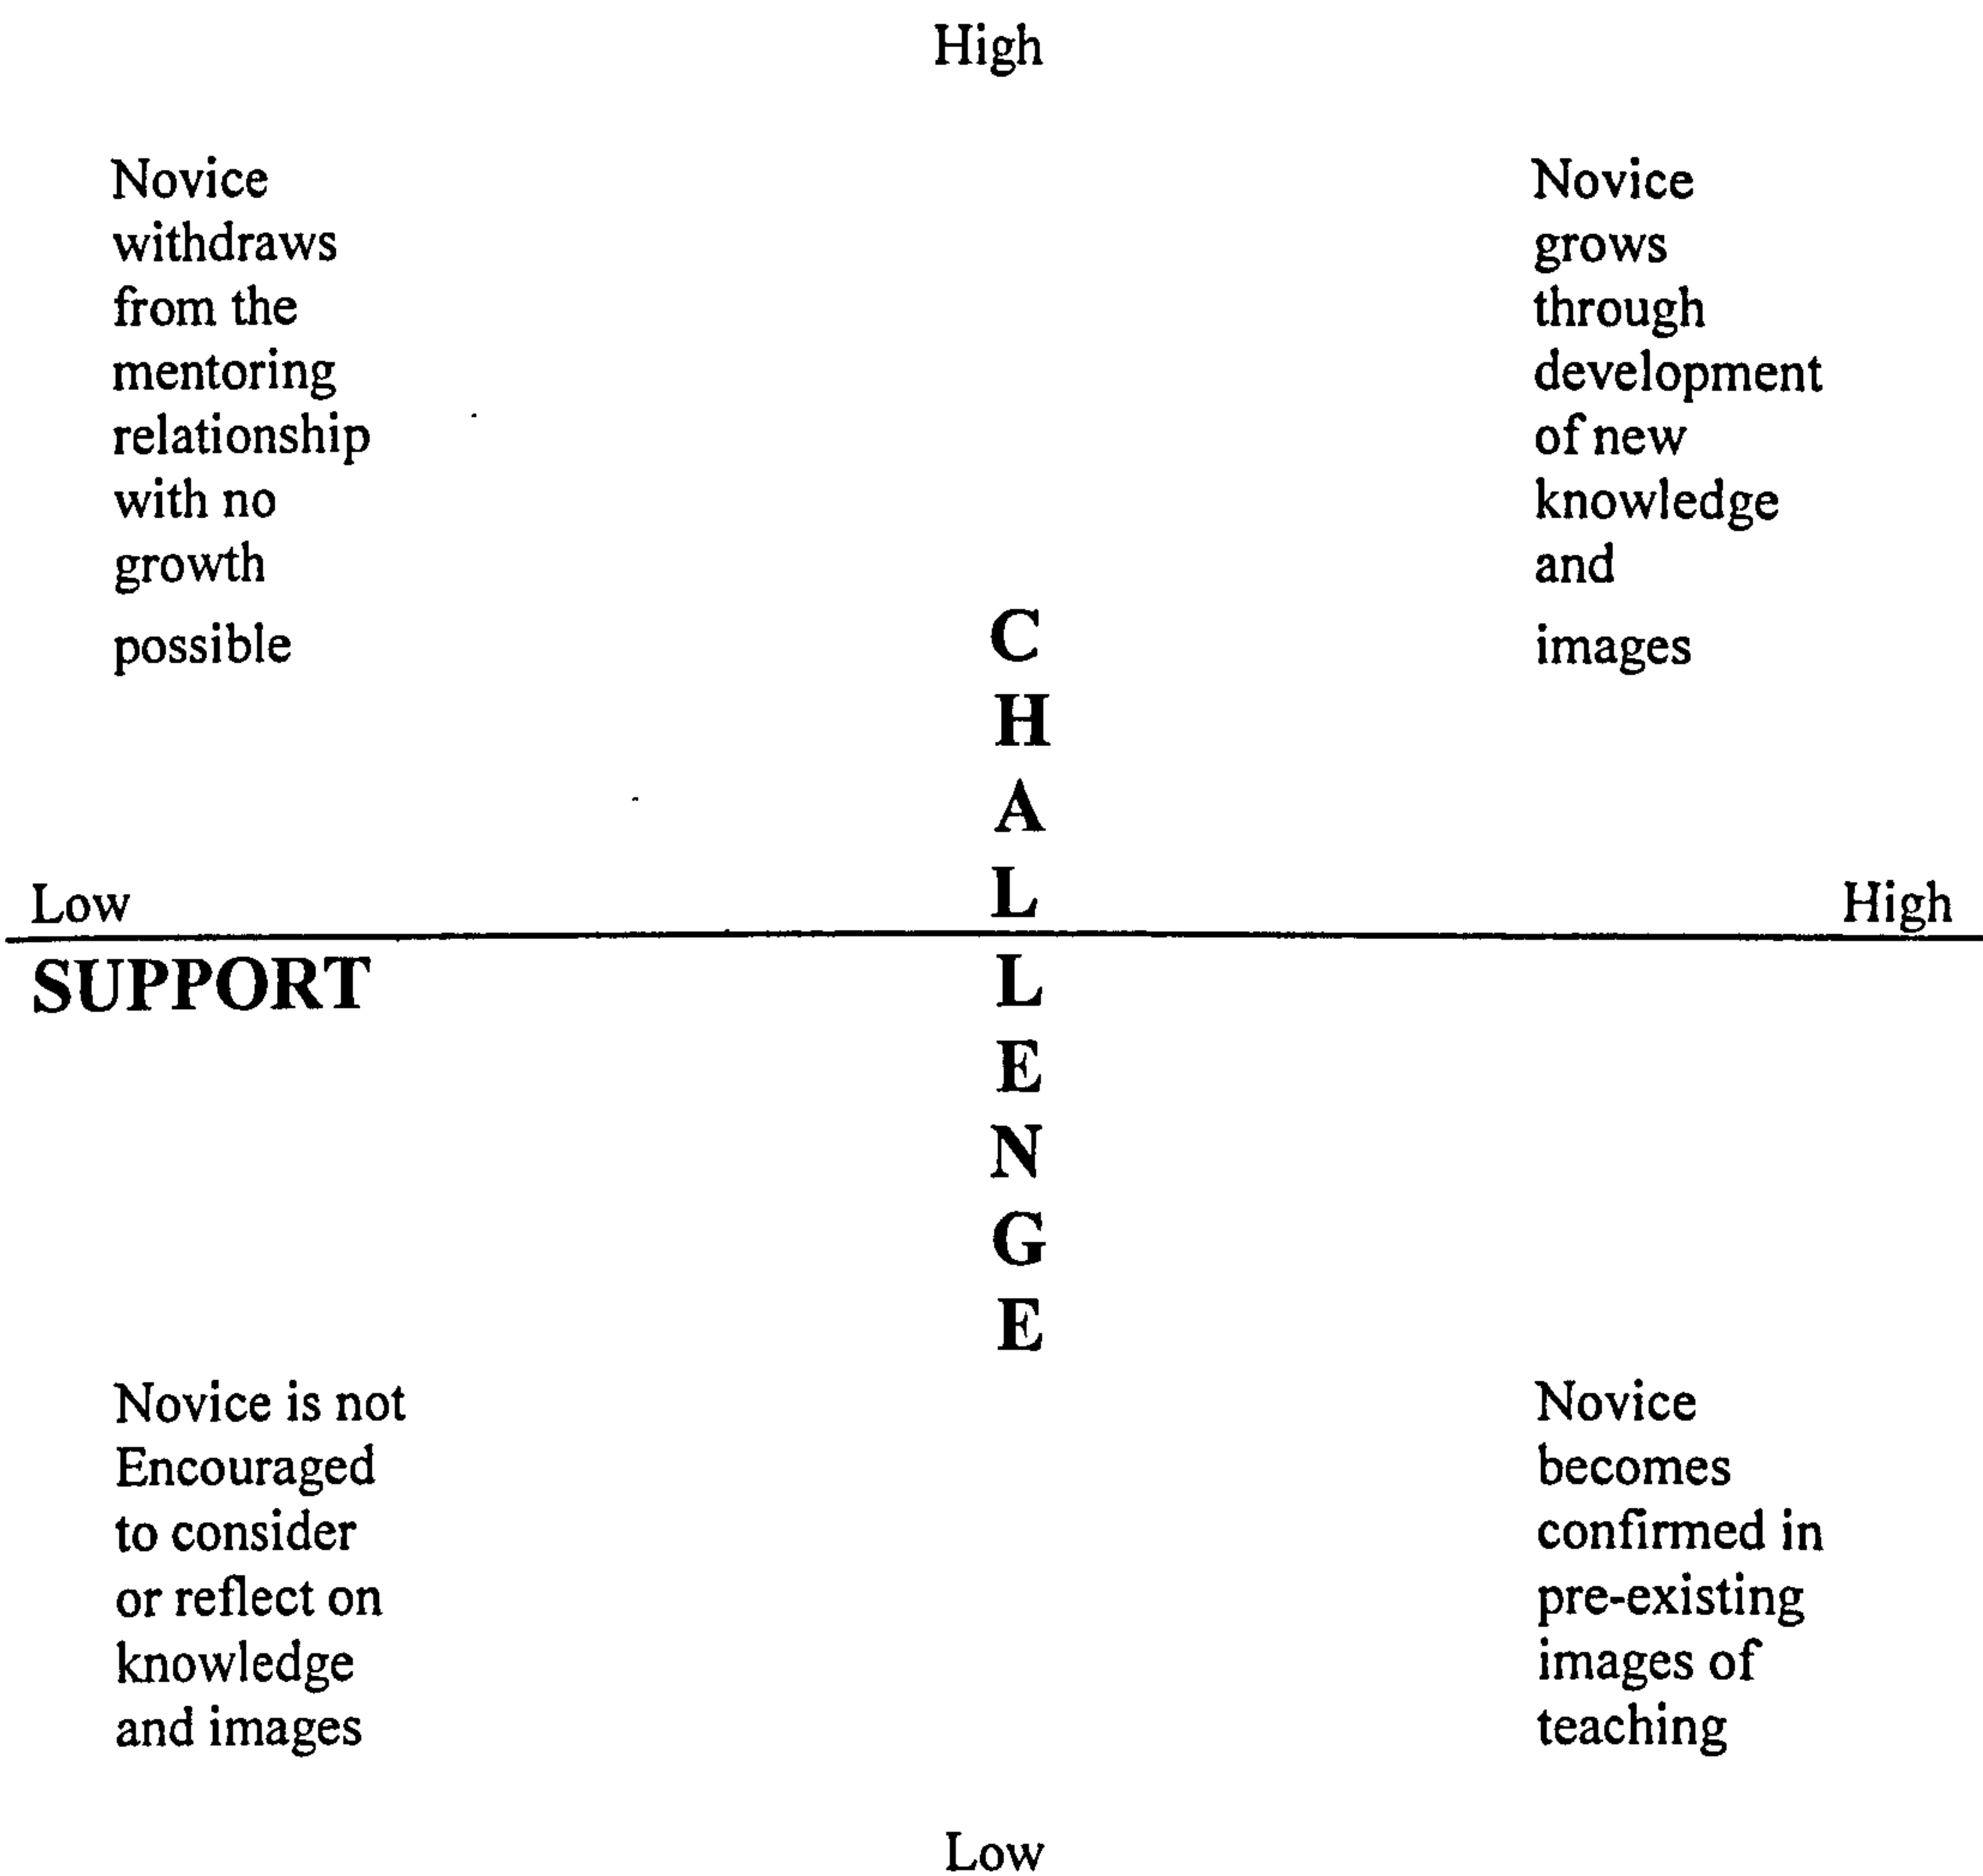 High
Novice
withdraws
from the
mentoring
relationship
with no
growth
possible
Novice
grows
through
development
of new
knowledge
and
images
C
H
A
L
L
E
N
G
E
Low
High
SUPPORT
Novice is not
Encouraged
to consider
or reflect on
knowledge
and images
Novice
becomes
confirmed in
pre-existing
images of
teaching
Low